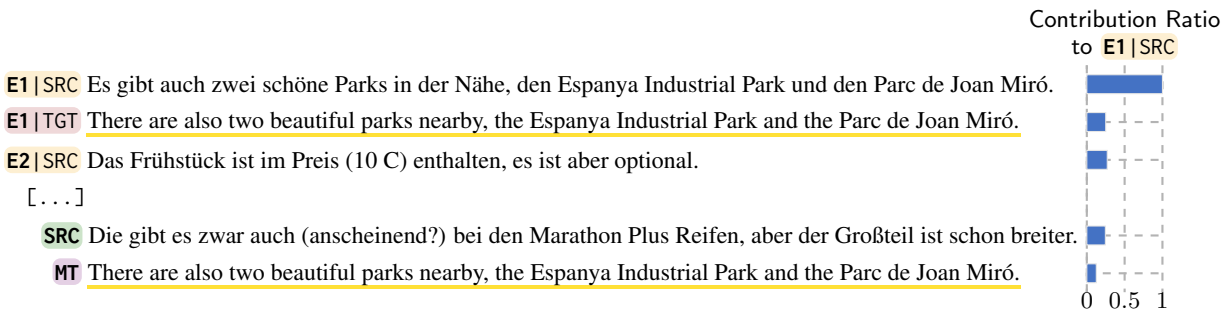 Contribution Ratio
to E1|SRC
E1|SRC Es gibt auch zwei schöne Parks in der Nähe, den Espanya Industrial Park und den Parc de Joan Miró.
E1|TGT There are also two beautiful parks nearby, the Espanya Industrial Park and the Parc de Joan Miró.
E2|SRC Das Frühstück ist im Preis (10 C) enthalten, es ist aber optional.
[...]
SRC Die gibt es zwar auch (anscheinend?) bei den Marathon Plus Reifen, aber der Großteil ist schon breiter.
MT There are also two beautiful parks nearby, the Espanya Industrial Park and the Parc de Joan Miró.
0 0.5 1